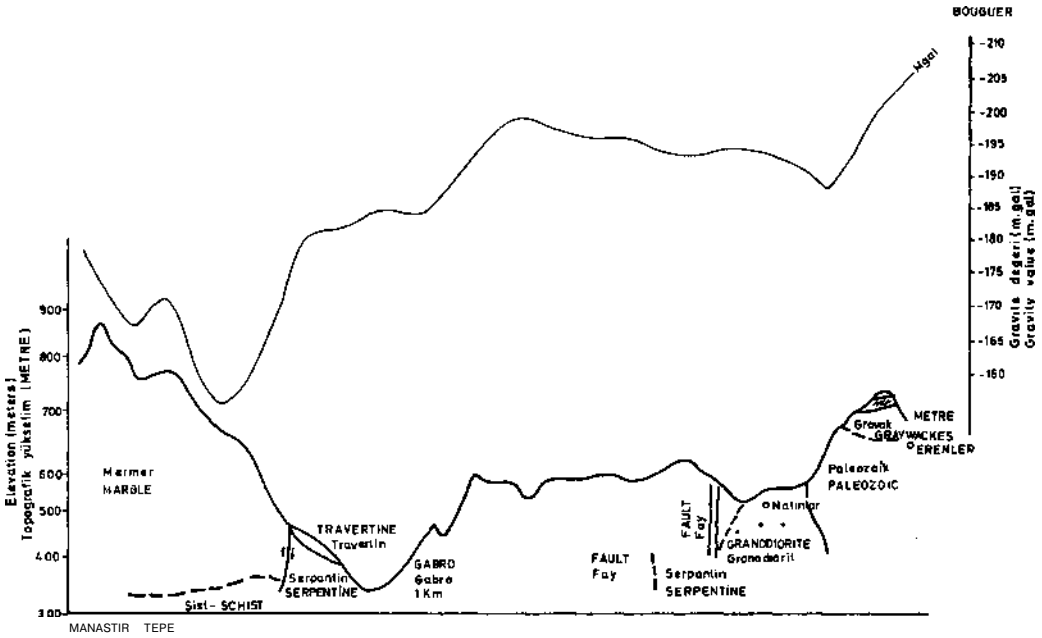 BOUGUER
-210
-205
-200
-195
-190
-185
-180
-175
-170
-165
-160
Gravite değeri (m.gal)
Gravity value (m.gal)
Mgal
900
800
700
600
500
400
300
Elevation (meters)
Topografik yükselim (METRE)
Mermer
MARBLE
TRAVERTINE
Travertin
Serpantin
SERPENTINE
Şist-SCHIST
GABRO
Gabro
1 Km
FAULT
Fay
Serpantin
SERPENTINE
FAULT
Fay
Nalınlar
GRANODIORITE
Granodiorit
Paleozoik
PALEOZOIC
Grovak
GRAYWACKES
METRE
ERENLER
MANASTIR TEPE